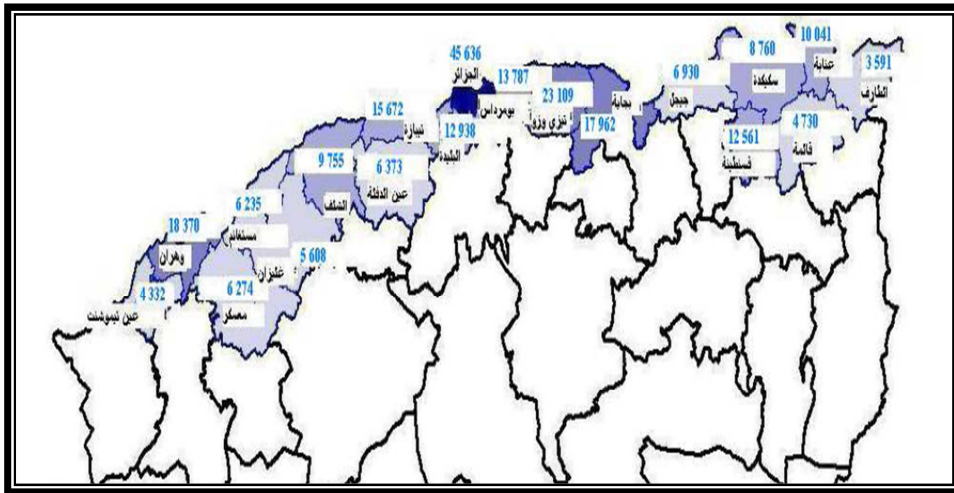 45 636
الجزائر
13 787
بومرداس
23 109
تيزي وزو
بجاية
17 962
6 930
جيجل
8 760
سكيكدة
10 041
عنابة
3 591
الطارف
4 730
قالمة
12 561
قسنطينة
15 672
تيبازة
12 938
البليدة
9 755
الشلف
6 373
عين الدفلة
6 235
مستغانم
18 370
وهران
5 608
غليزان
6 274
معسكر
4 332
عين تيموشنت